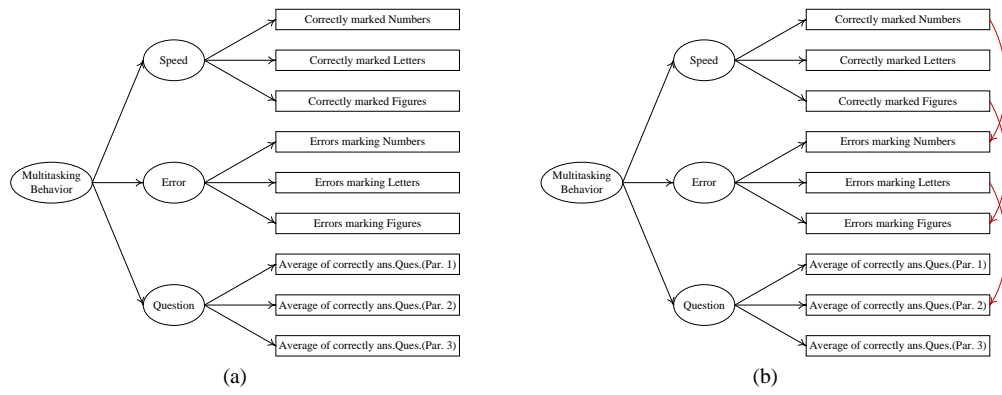 Correctly marked Numbers
Speed
Correctly marked Letters
Correctly marked Figures
Errors marking Numbers
Multitasking
Behavior
Error
Errors marking Letters
Errors marking Figures
Average of correctly ans.Ques.(Par. 1)
Question
Average of correctly ans.Ques.(Par. 2)
Average of correctly ans.Ques.(Par. 3)
(a)
Correctly marked Numbers
Speed
Correctly marked Letters
Correctly marked Figures
Errors marking Numbers
Multitasking
Behavior
Error
Errors marking Letters
Errors marking Figures
Average of correctly ans.Ques.(Par. 1)
Question
Average of correctly ans.Ques.(Par. 2)
Average of correctly ans.Ques.(Par. 3)
(b)